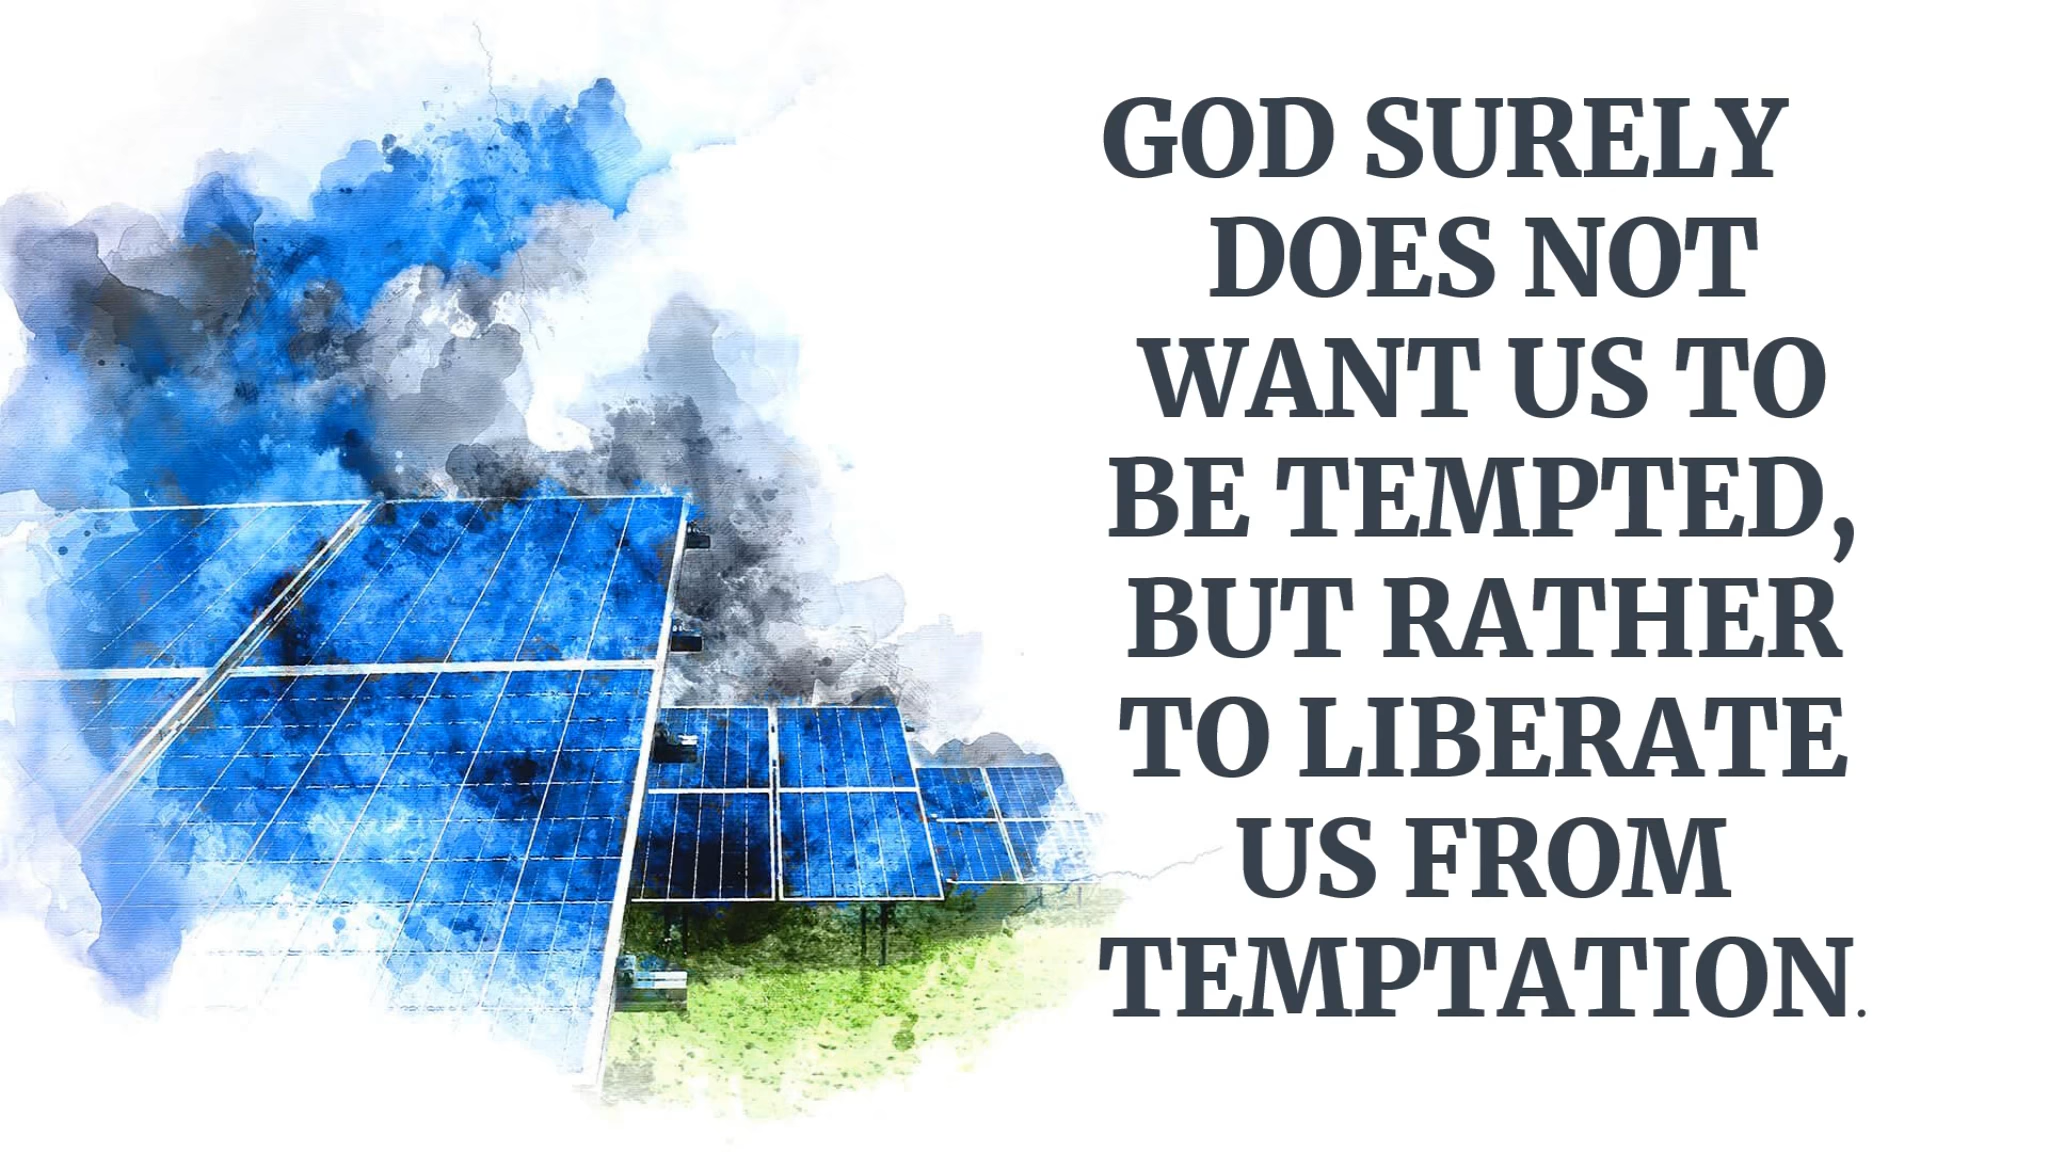 GOD SURELY
DOES NOT
WANT US TO
BE TEMPTED,
BUT RATHER
TO LIBERATE
US FROM
TEMPTATION.